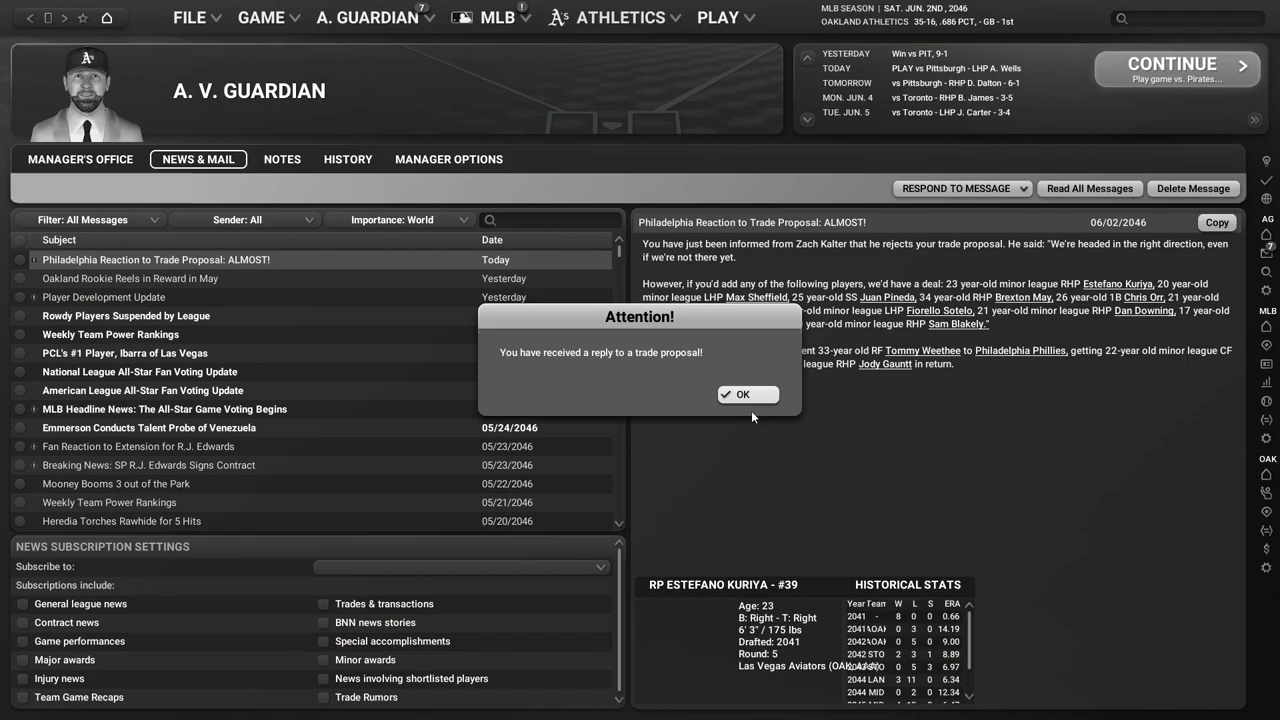 FILE
GAME
A. GUARDIAN
7
MLB
!
A's
ATHLETICS
PLAY
MLB SEASON | SAT. JUN. 2ND, 2046
OAKLAND ATHLETICS 35-16, .686 PCT, - GB - 1st
A. V. GUARDIAN
YESTERDAY Win vs PIT, 9-1
TODAY PLAY vs Pittsburgh - LHP A. Wells
TOMORROW vs Pittsburgh - RHP D. Dalton - 6-1
MON. JUN. 4 vs Toronto - RHP B. James - 3-5
TUE. JUN. 5 vs Toronto - LHP J. Carter - 3-4
CONTINUE
Play game vs. Pirates...
MANAGER'S OFFICE
NEWS & MAIL
NOTES
HISTORY
MANAGER OPTIONS
RESPOND TO MESSAGE
Read All Messages
Delete Message
Filter: All Messages
Sender: All
Importance: World
Subject Date
Philadelphia Reaction to Trade Proposal: ALMOST! Today
Oakland Rookie Reels in Reward in May Yesterday
Player Development Update Yesterday
Rowdy Players Suspended by League
Weekly Team Power Rankings
PCL's #1 Player, Ibarra of Las Vegas
National League All-Star Fan Voting Update
American League All-Star Fan Voting Update
MLB Headline News: The All-Star Game Voting Begins
Emmerson Conducts Talent Probe of Venezuela 05/24/2046
Fan Reaction to Extension for R.J. Edwards 05/23/2046
Breaking News: SP R.J. Edwards Signs Contract 05/23/2046
Mooney Booms 3 out of the Park 05/22/2046
Weekly Team Power Rankings 05/21/2046
Heredia Torches Rawhide for 5 Hits 05/20/2046
Philadelphia Reaction to Trade Proposal: ALMOST! 06/02/2046
Copy
You have just been informed from Zach Kalter that he rejects your trade proposal. He said: "We're headed in the right direction, even
if we're not there yet.
However, if you'd add any of the following players, we'd have a deal: 23 year-old minor league RHP Estefano Kuriya, 20 year-old
minor league LHP Max Sheffield, 25 year-old SS Juan Pineda, 34 year-old RHP Brexton May, 26 year-old 1B Chris Orr, 21 year-old
minor league LHP Fiorello Sotelo, 21 year-old minor league RHP Dan Downing, 17 year-old
year-old minor league RHP Sam Blakely."
33-year old RF Tommy Weethee to Philadelphia Phillies, getting 22-year old minor league CF
league RHP Jody Gauntt in return.
Attention!
You have received a reply to a trade proposal!
OK
NEWS SUBSCRIPTION SETTINGS
Subscribe to:
Subscriptions include:
General league news
Trades & transactions
Contract news
BNN news stories
Game performances
Special accomplishments
Major awards
Minor awards
Injury news
News involving shortlisted players
Team Game Recaps
Trade Rumors
RP ESTEFANO KURIYA - #39
Age: 23
B: Right - T: Right
6' 3" / 175 lbs
Drafted: 2041
Round: 5
Las Vegas Aviators (OAK, AAA)
HISTORICAL STATS
Year Team W L S ERA
2041 - 8 0 0 0.66
2041 OAK 0 3 0 14.19
2042 OAK 0 5 0 9.00
2042 STO 2 3 1 8.89
2043 STO 0 5 3 6.97
2044 LAN 3 11 0 6.34
2044 MID 0 2 0 12.34
AG
7
MLB
OAK